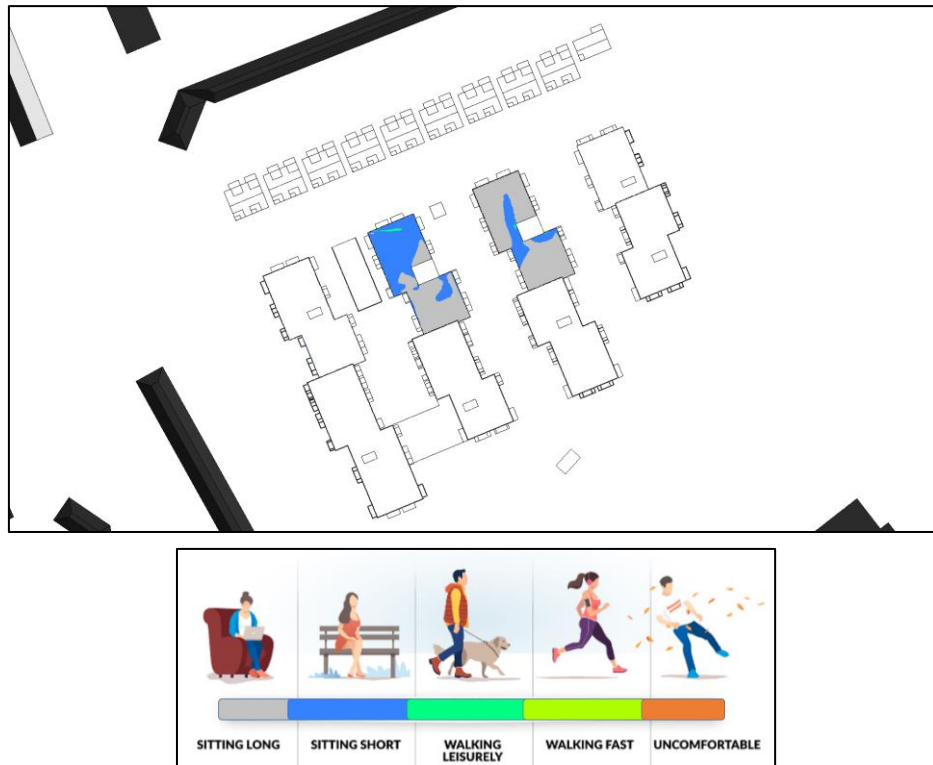 SITTING LONG
SITTING SHORT
WALKING
LEISURELY
WALKING FAST
UNCOMFORTABLE